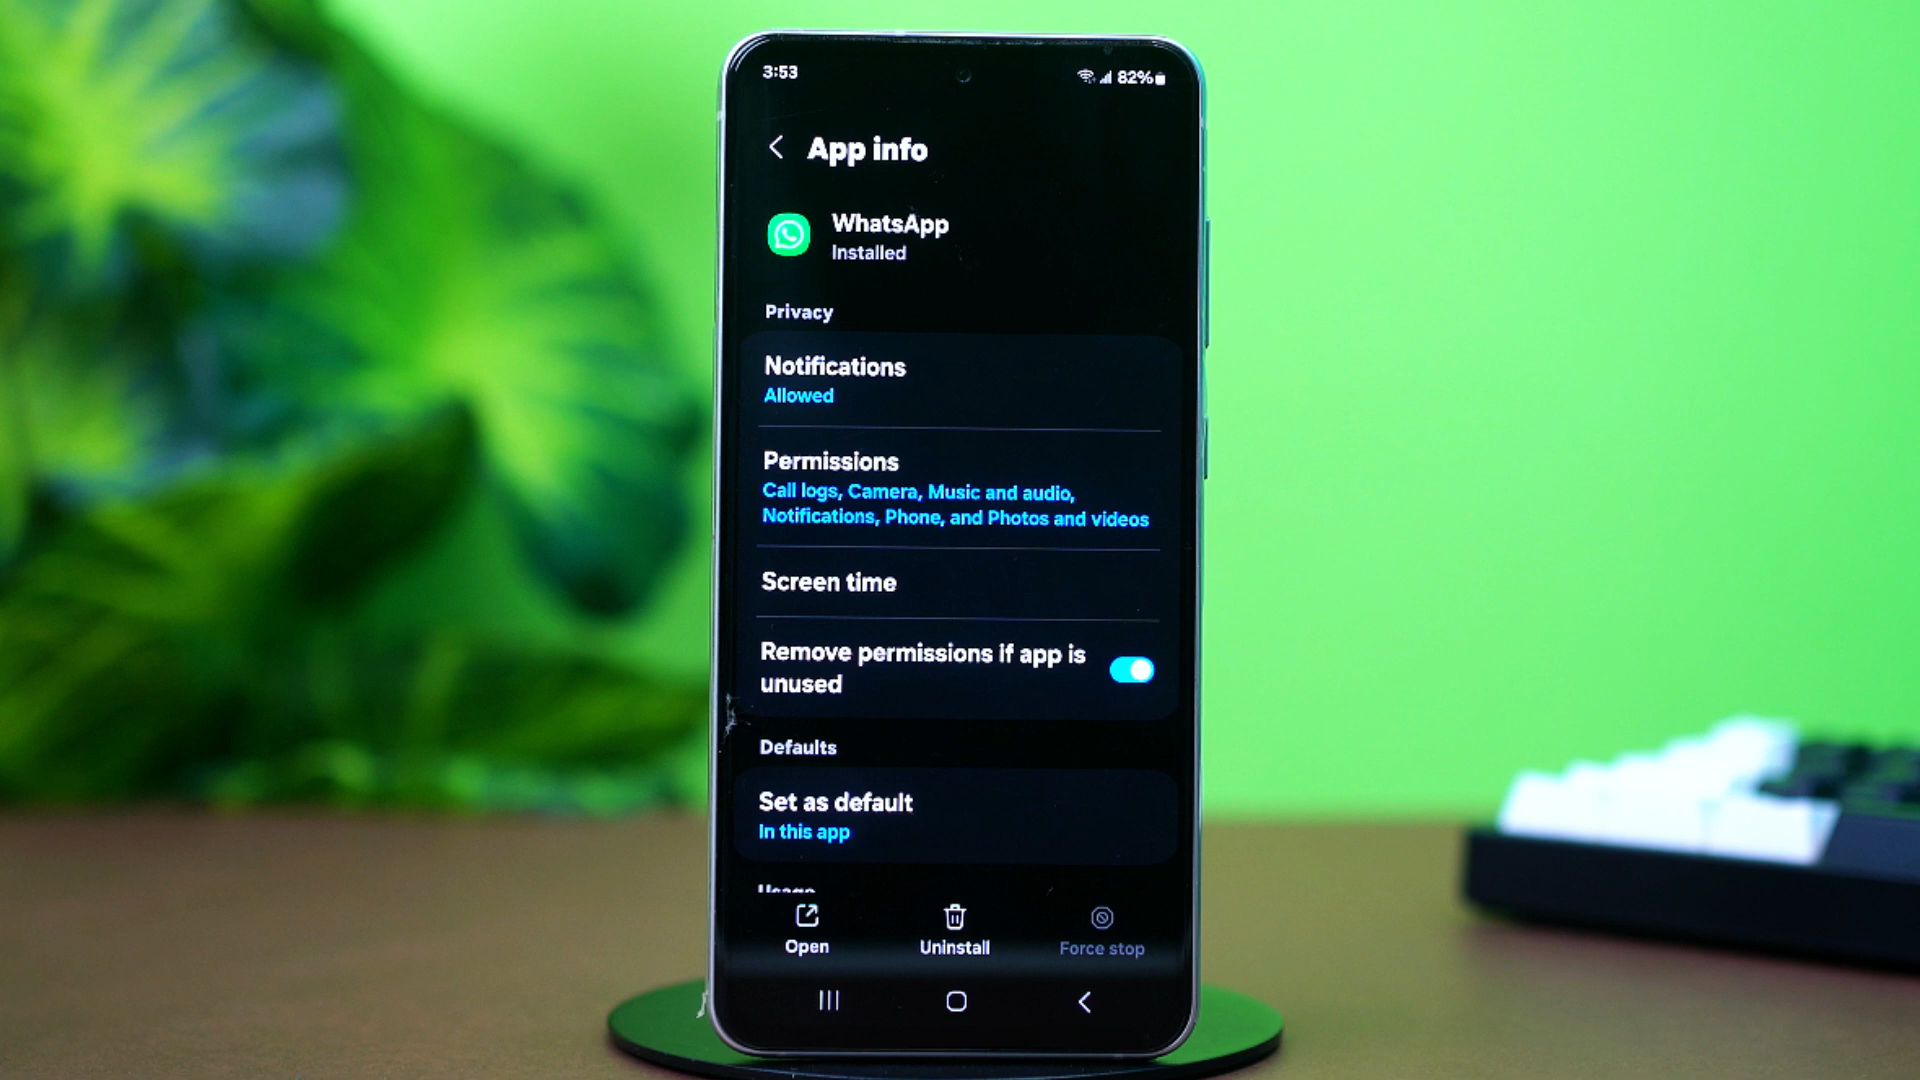 3:53
82%
App info
WhatsApp
Installed
Privacy
Notifications
Allowed
Permissions
Call logs, Camera, Music and audio,
Notifications, Phone, and Photos and videos
Screen time
Remove permissions if app is
unused
Defaults
Set as default
In this app
Usage
Open
Uninstall
Force stop